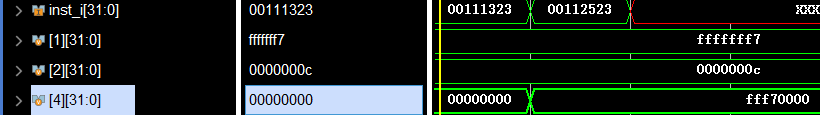 inst_i[31:0] 00111323 00111323 00112523 XXX
[1][31:0] fffffff7 fffffff7
[2][31:0] 0000000c 0000000c
[4][31:0] 00000000 00000000 fff70000